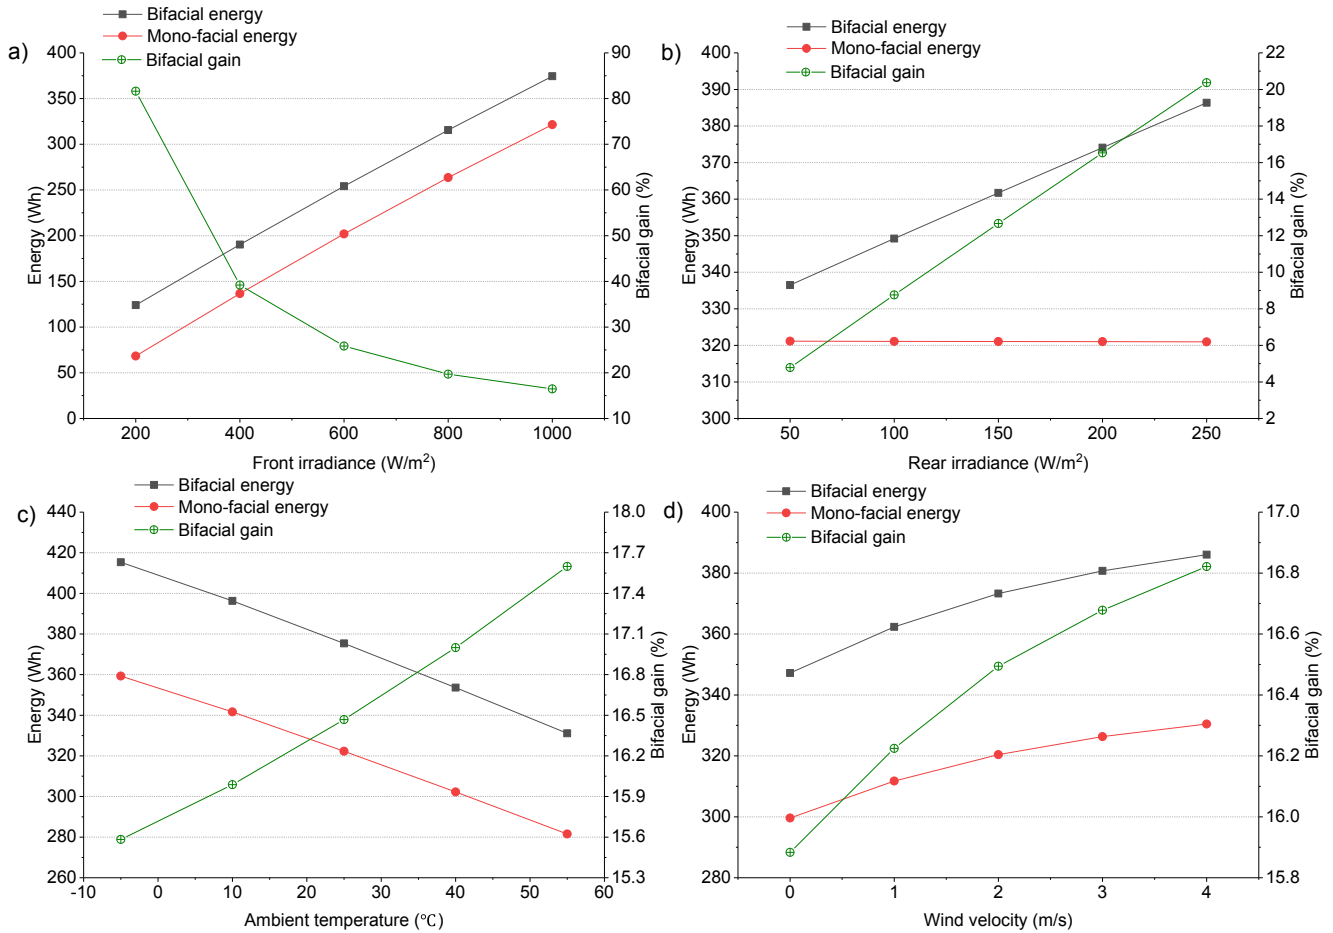 a)
Bifacial energy
Mono-facial energy
Bifacial gain
400
350
300
250
200
150
100
50
0
Energy (Wh)
90
80
70
60
50
40
30
20
10
Bifacial gain (%)
200 400 600 800 1000
Front irradiance (W/m²)
b)
Bifacial energy
Mono-facial energy
Bifacial gain
400
390
380
370
360
350
340
330
320
310
300
Energy (Wh)
22
20
18
16
14
12
10
8
6
4
2
Bifacial gain (%)
50 100 150 200 250
Rear irradiance (W/m²)
c)
Bifacial energy
Mono-facial energy
Bifacial gain
440
420
400
380
360
340
320
300
280
260
Energy (Wh)
18.0
17.7
17.4
17.1
16.8
16.5
16.2
15.9
15.6
15.3
Bifacial gain (%)
-10 0 10 20 30 40 50 60
Ambient temperature (℃)
d)
Bifacial energy
Mono-facial energy
Bifacial gain
400
380
360
340
320
300
280
Energy (Wh)
17.0
16.8
16.6
16.4
16.2
16.0
15.8
Bifacial gain (%)
0 1 2 3 4
Wind velocity (m/s)